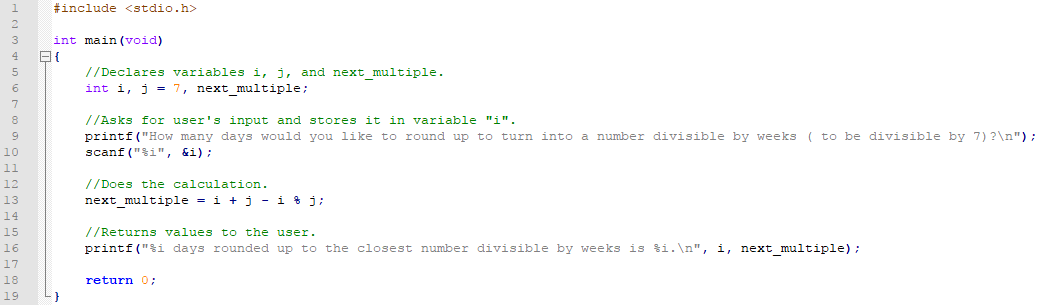 1 #include <stdio.h>
2
3 int main(void)
4 {
5 //Declares variables i, j, and next_multiple.
6 int i, j = 7, next_multiple;
7
8 //Asks for user's input and stores it in variable "i".
9 printf("How many days would you like to round up to turn into a number divisible by weeks ( to be divisible by 7)?\n");
10 scanf("%i", &i);
11
12 //Does the calculation.
13 next_multiple = i + j - i % j;
14
15 //Returns values to the user.
16 printf("%i days rounded up to the closest number divisible by weeks is %i.\n", i, next_multiple);
17
18 return 0;
19 }